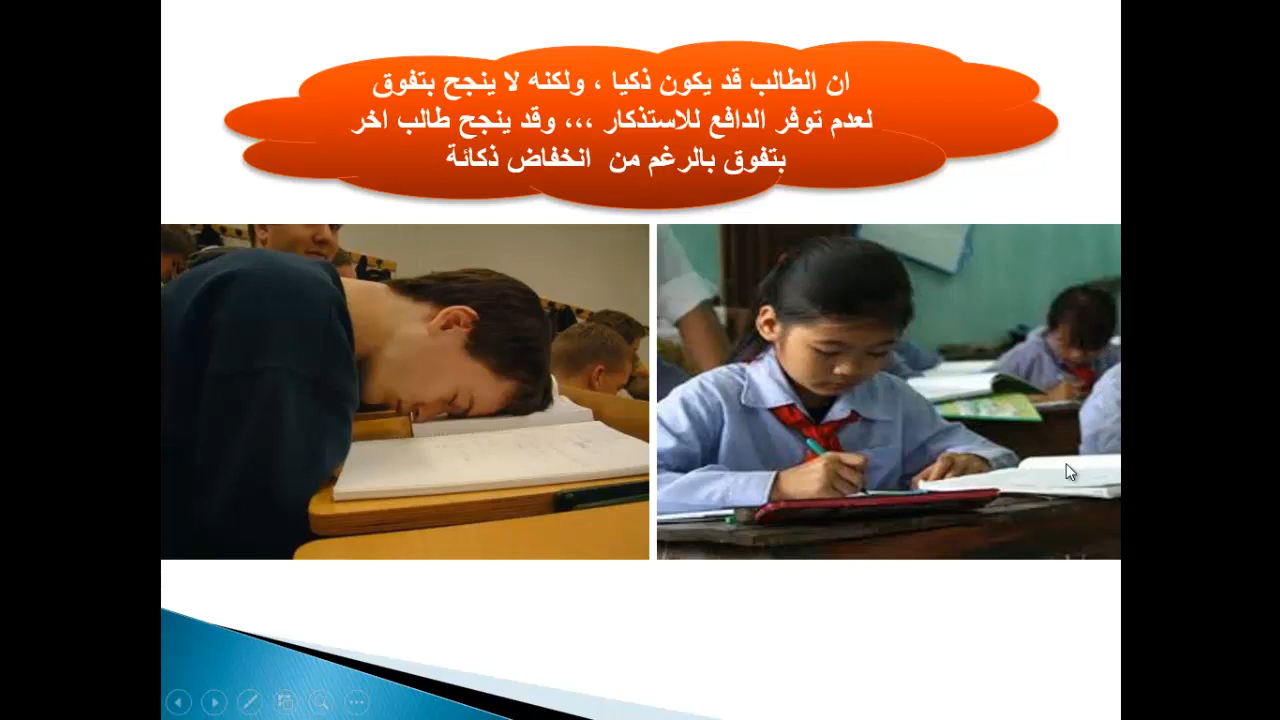 ان الطالب قد يكون ذكيا ، ولكنه لا ينجح بتفوق
لعدم توفر الدافع للاستذكار ،،، وقد ينجح طالب اخر
بتفوق بالرغم من انخفاض ذكائة